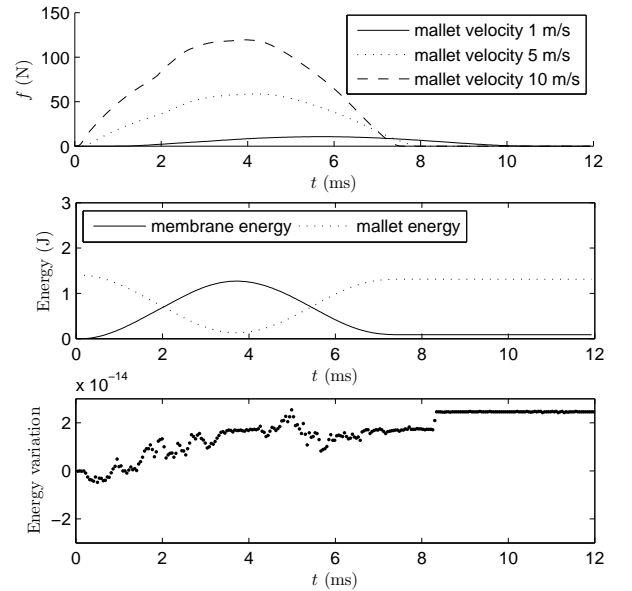 150
100
50
0
f (N)
mallet velocity 1 m/s
mallet velocity 5 m/s
mallet velocity 10 m/s
0 2 4 6 8 10 12
t (ms)
3
2
1
0
Energy (J)
membrane energy mallet energy
0 2 4 6 8 10 12
t (ms)
x 10^−14
2
0
−2
Energy variation
0 2 4 6 8 10 12
t (ms)